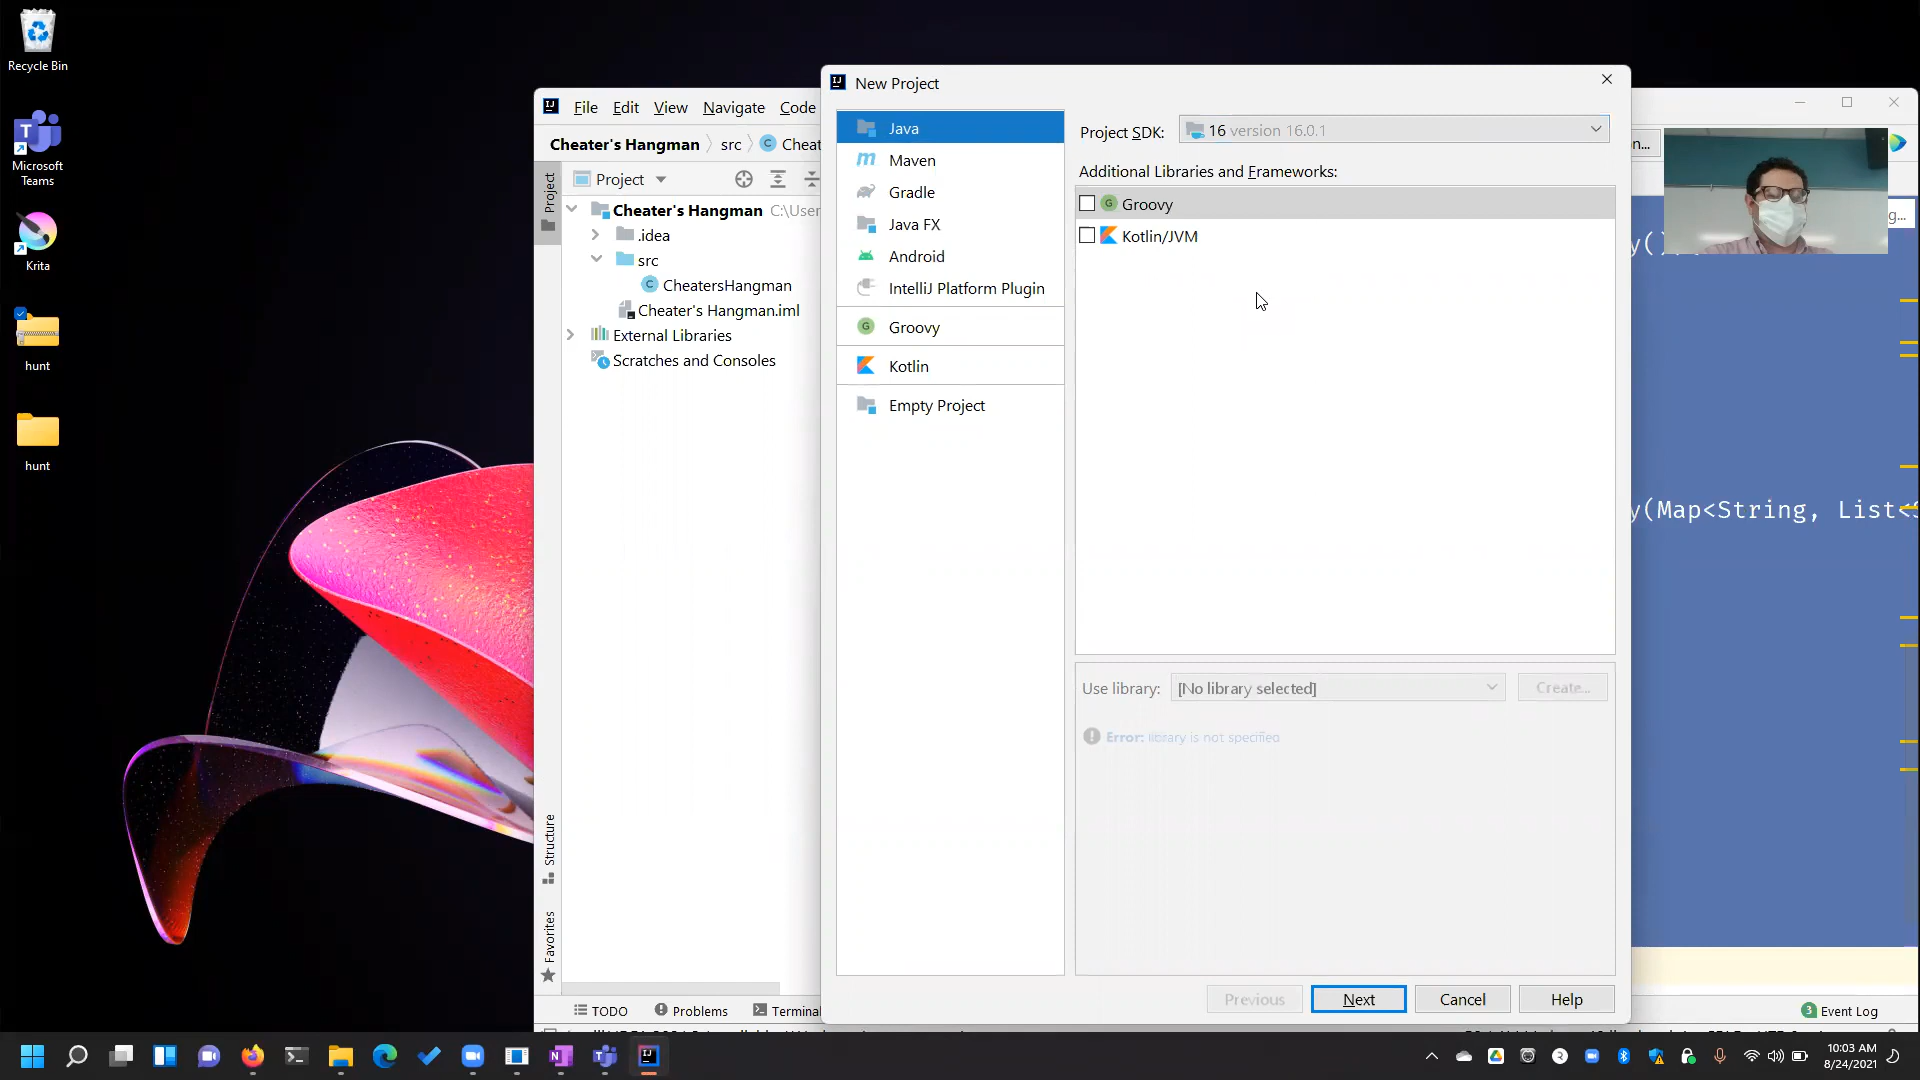 Recycle Bin
Microsoft
Teams
Krita
hunt
hunt
File Edit View Navigate Code
Cheater's Hangman src Cheat
Project
Project
Cheater's Hangman C:\User
.idea
src
CheatersHangman
Cheater's Hangman.iml
External Libraries
Scratches and Consoles
Structure
Favorites
TODO Problems Terminal
New Project
Java
Maven
Gradle
Java FX
Android
IntelliJ Platform Plugin
Groovy
Kotlin
Empty Project
Project SDK: 16 version 16.0.1
Additional Libraries and Frameworks:
Groovy
Kotlin/JVM
Use library: [No library selected] Create...
Error: library is not specified
Previous Next Cancel Help
n...
g...
y()
y(Map<String, List<S
3 Event Log
10:03 AM
8/24/2021